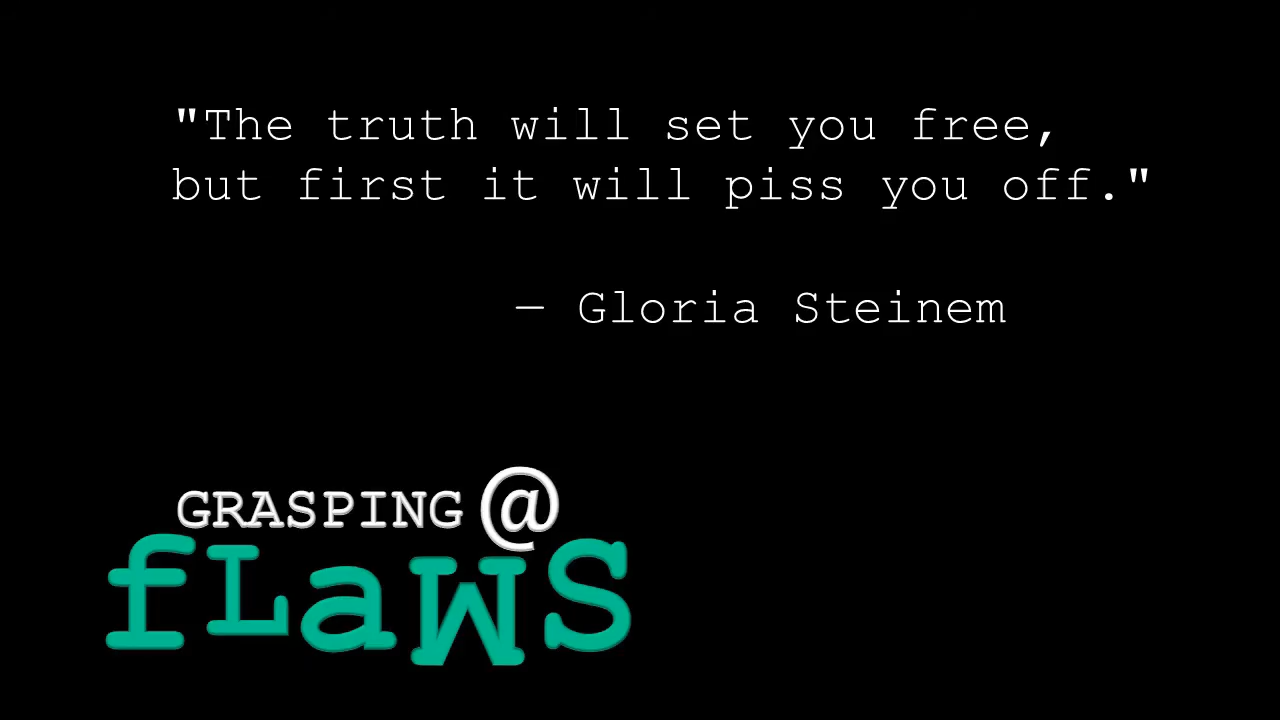 "The truth will set you free,
but first it will piss you off."
— Gloria Steinem
GRASPING @
fLaWS